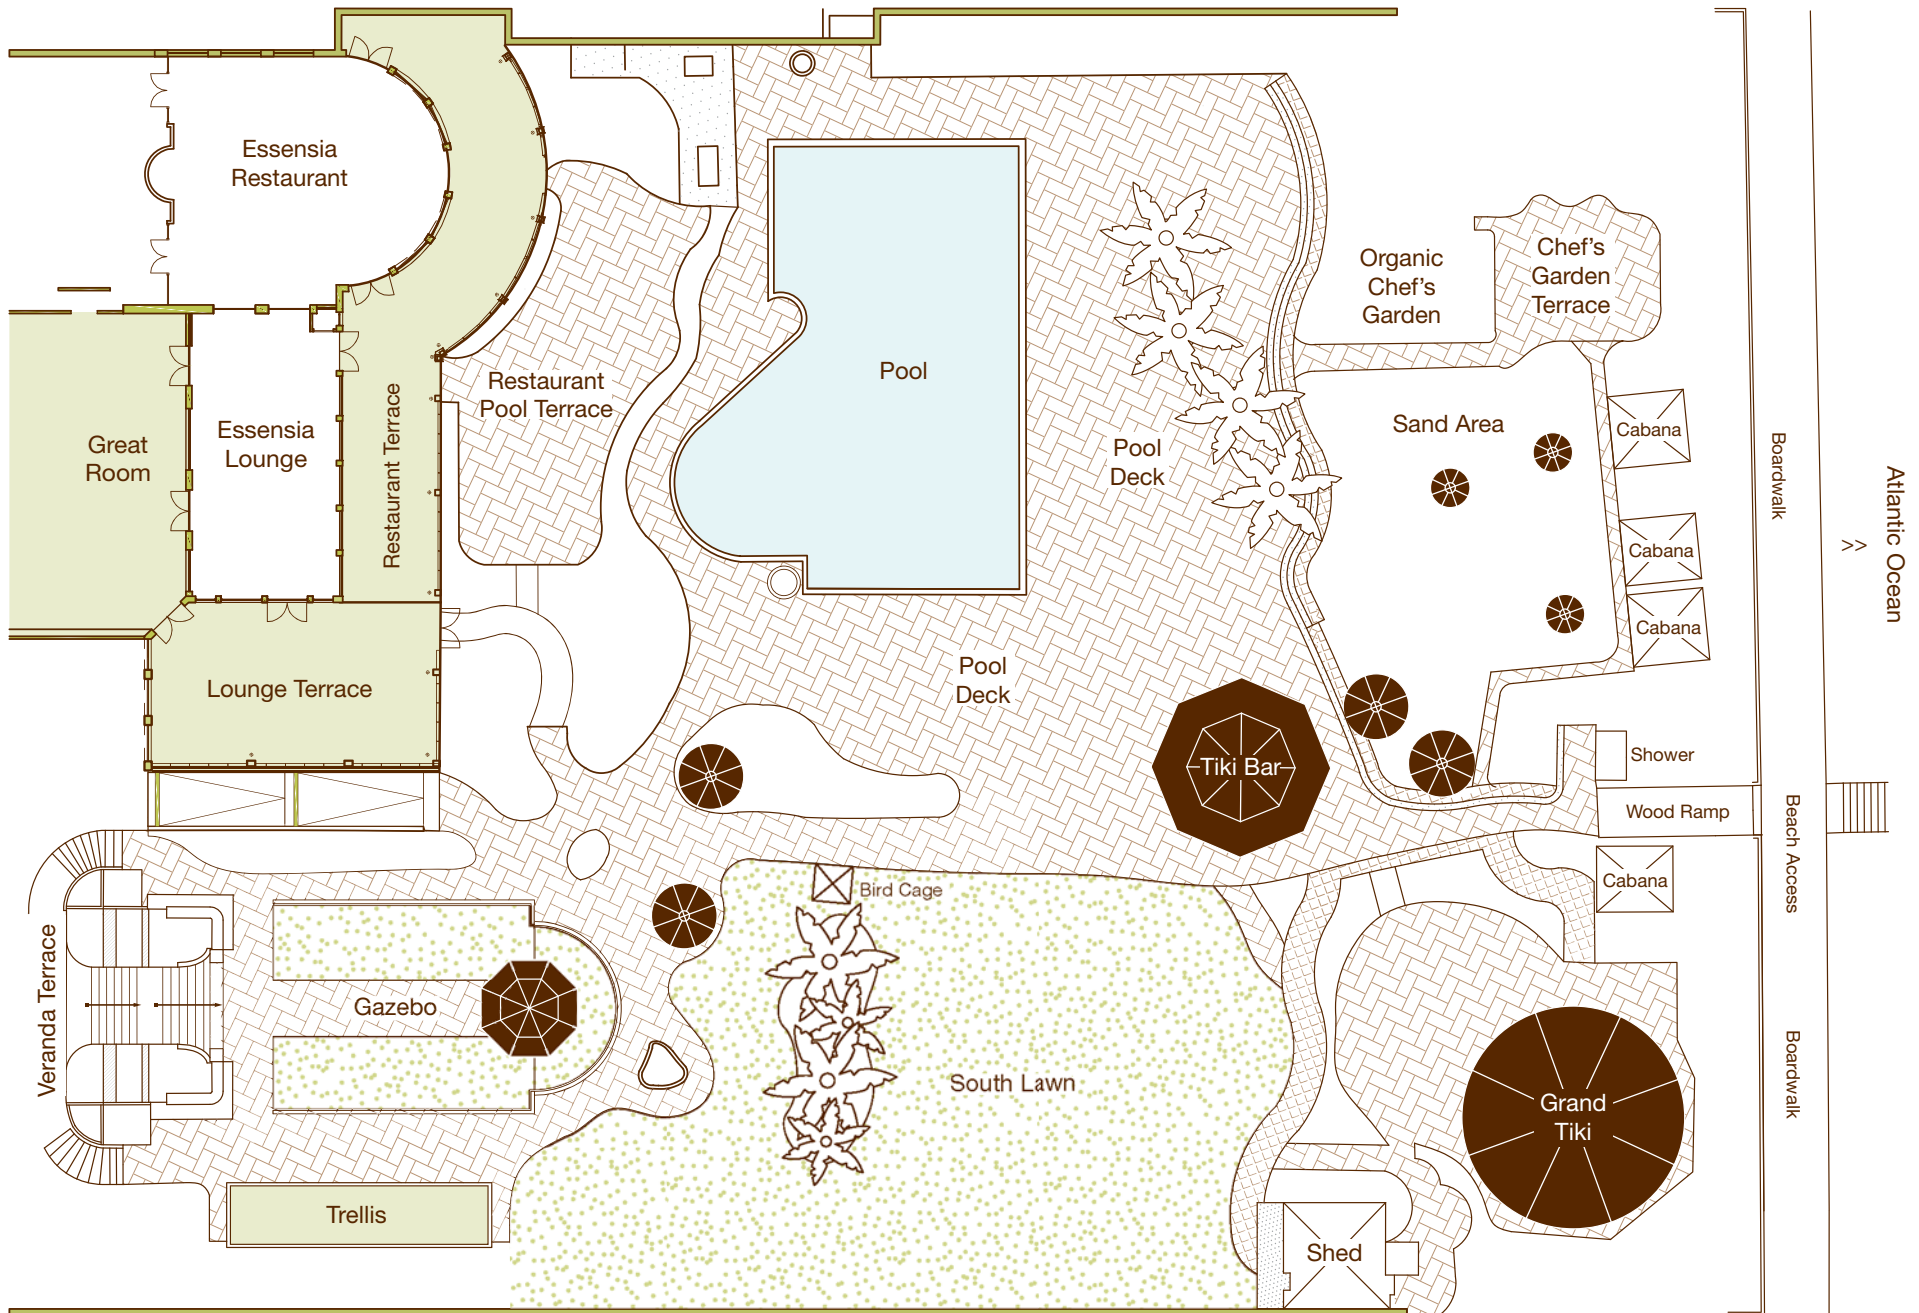 Essensia
Restaurant
Great
Room
Essensia
Lounge
Restaurant Terrace
Restaurant
Pool Terrace
Lounge Terrace
Pool
Pool
Deck
Pool
Deck
Organic
Chef's
Garden
Chef's
Garden
Terrace
Sand Area
Cabana
Cabana
Cabana
Boardwalk
>>
Atlantic Ocean
Tiki Bar
Shower
Wood Ramp
Beach Access
Cabana
Bird Cage
Veranda Terrace
Gazebo
South Lawn
Grand
Tiki
Boardwalk
Trellis
Shed